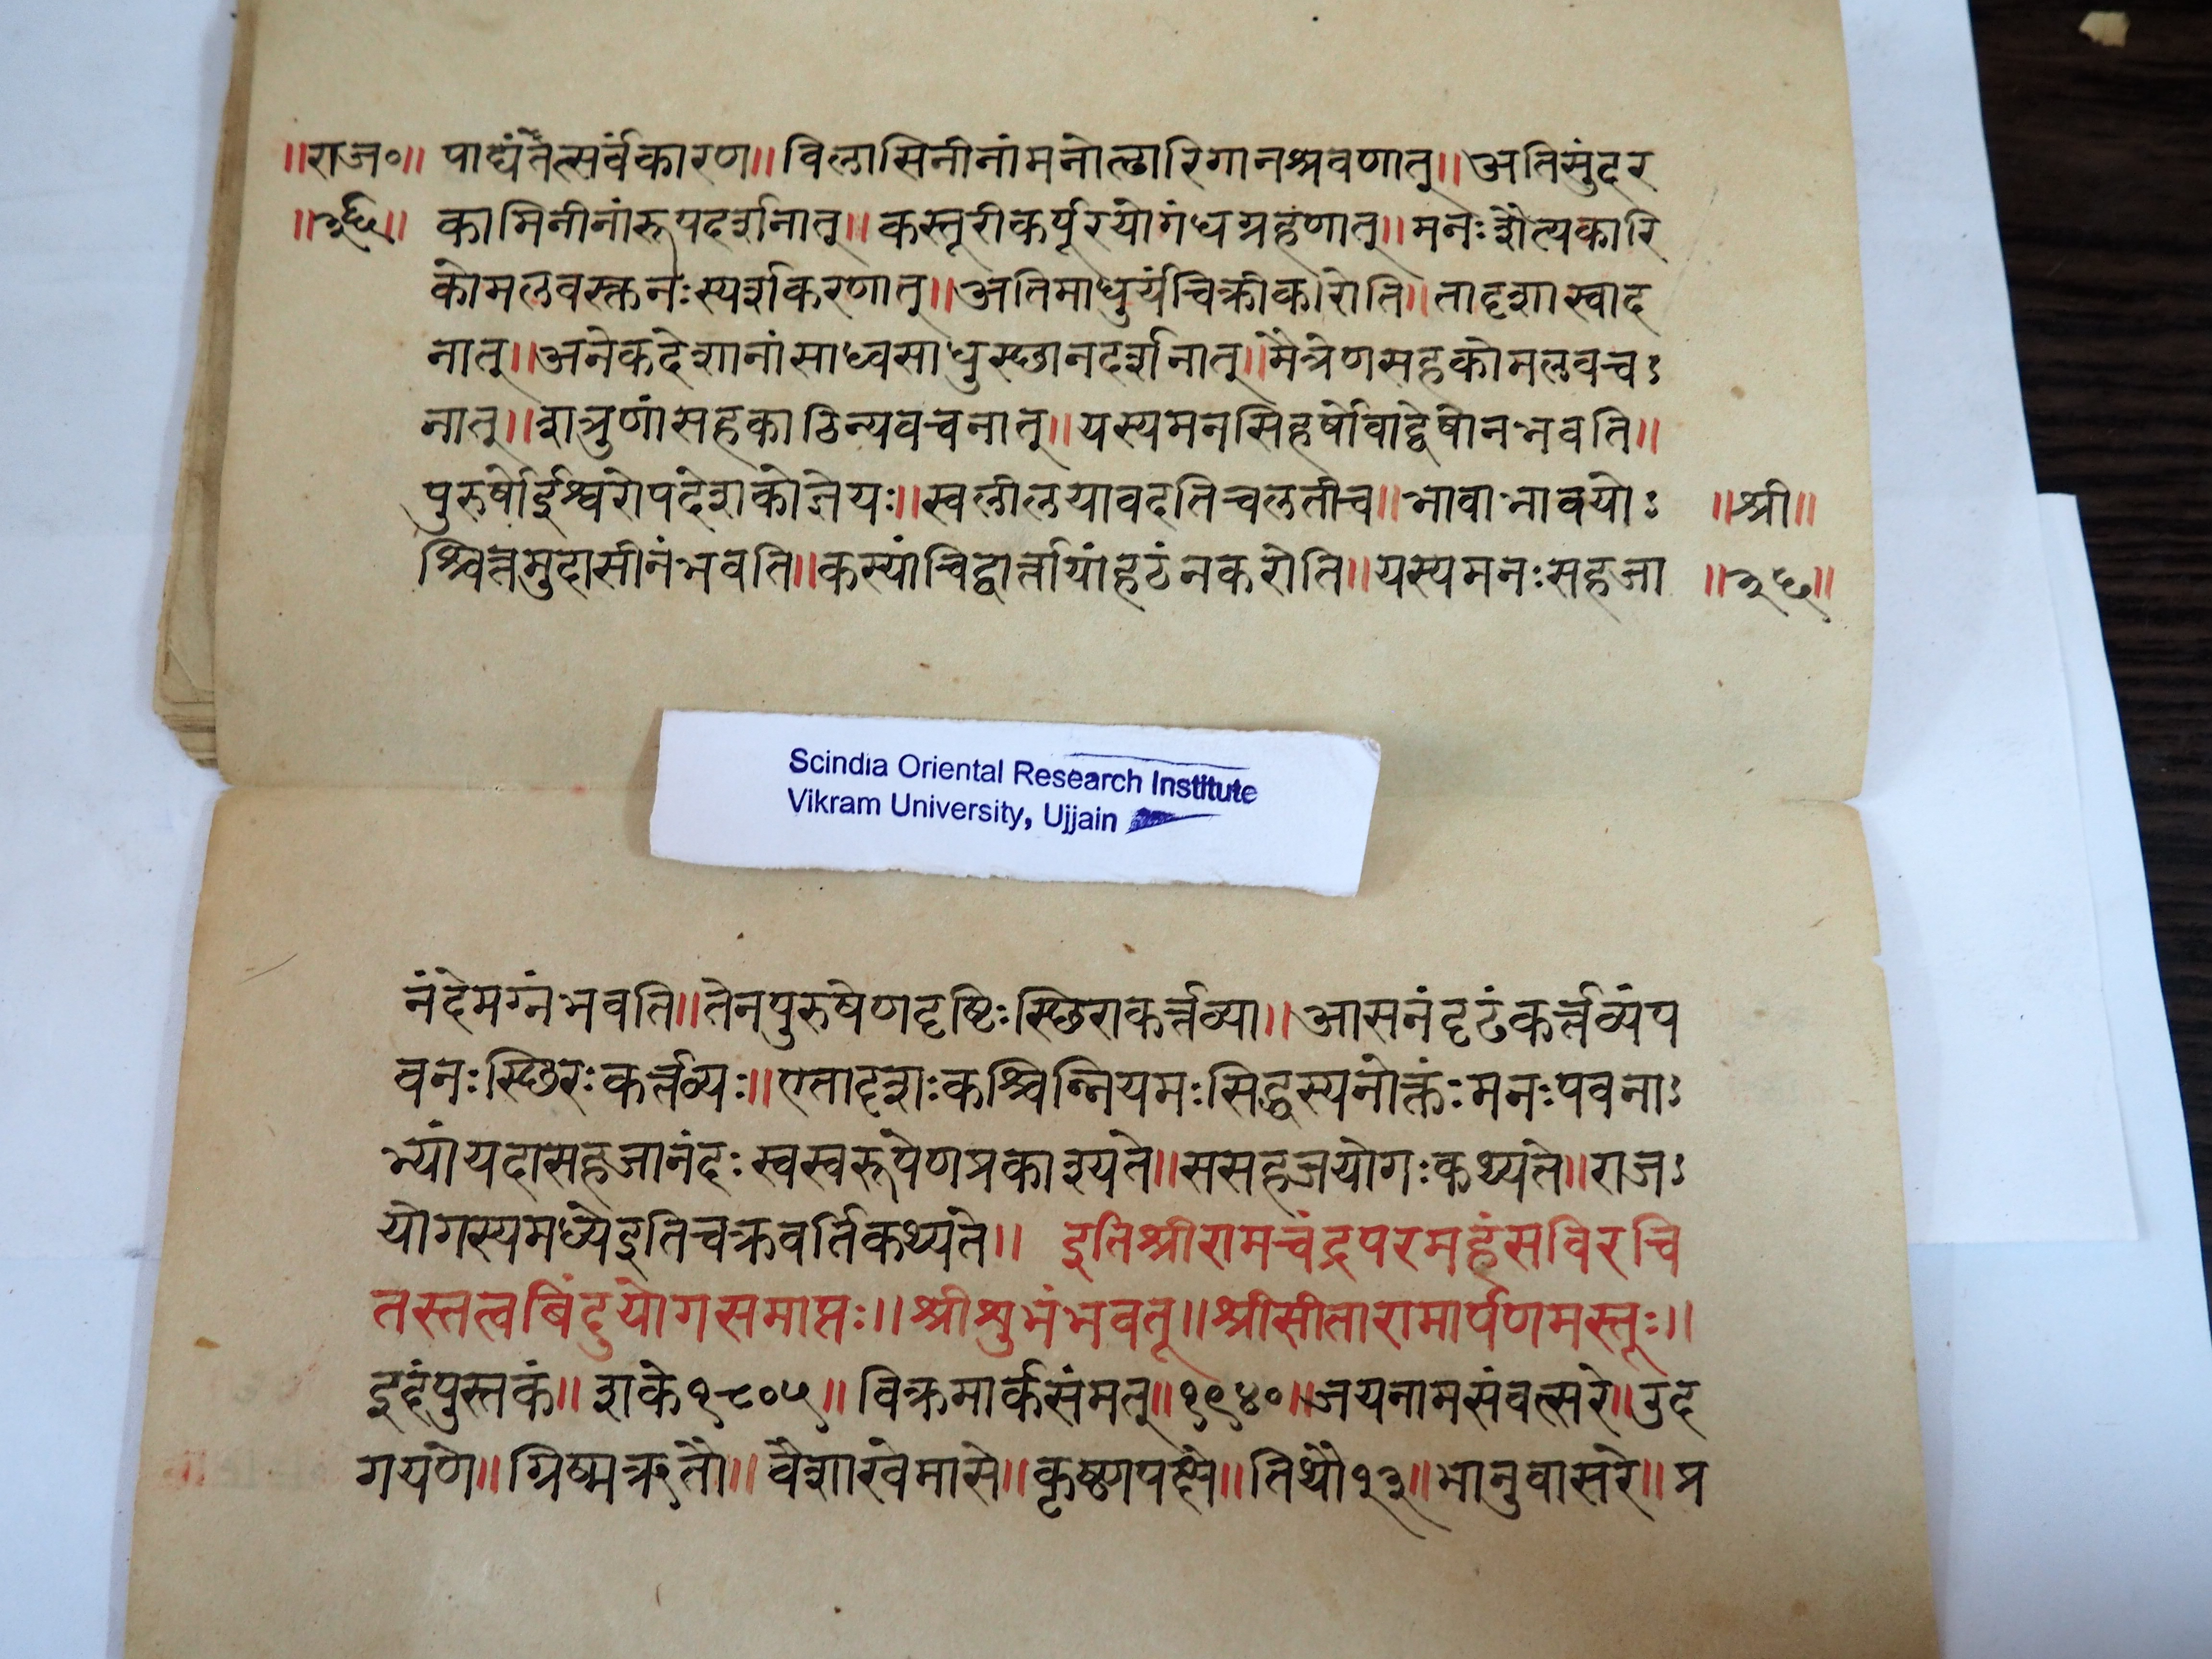 ॥राज०॥ पाद्यंतेत्सर्वकारण॥विलासिनीनांमनोल्हारिगानश्रवणात्॥अतिसुंदर
॥३६॥ कामिनीनांरूपदर्शनात्॥कस्तूरीकर्पूरयोगंधग्रहणात्॥मनःशैत्यकारि
कोमलवस्क्तनःस्पर्शकरणात्॥अतिमाधुर्यंचिक्रीकारोति॥तादृशास्वाद
नात्॥अनेकदेशानांसाध्वसाधुस्छानदर्शनात्॥मैत्रेणसहकोमलवचः
नात्॥शत्रुणांसहकाठिन्यवचनात्॥यस्यमनसिहर्षोवाद्वेषोनभवति॥
पुरुषोईश्वरोपदेशकोज्ञेयः॥स्वलीलयावदतिचलतीच॥भावाभावयोः ॥श्री॥
श्चित्तमुदासीनंभवति॥कस्यांचिद्वार्त्तायांहठंनकरोति॥यस्यमनःसहजा ॥३६॥
Scindia Oriental Research Institute
Vikram University, Ujjain
नंदेमग्नंभवति॥तेनपुरुषेणदृष्टिःस्छिराकर्त्तव्या॥आसनंदृढंकर्त्तव्यंप
वनःस्छिरःकर्त्तव्यः॥एतादृशःकश्चिन्नियमःसिद्धस्यनोक्तंःमनःपवनाः
भ्यांयदासहजानंदःस्वस्वरूपेणप्रकाश्यते॥ससहजयोगःकथ्यते॥राजः
योगस्यमध्येइतिचक्रवर्तिकथ्यते॥ इतिश्रीरामचंद्रपरमहंसविरचि
तस्तत्वबिंदुयोगसमाप्तः॥श्रीशुभंभवतू॥श्रीसीतारामार्पणमस्तूः॥
इदंपुस्तकं॥ शके१८०५॥ विक्रमार्कसंमत्॥१९४०॥जयनामसंवत्सरे॥उद
गयणे॥ग्रिष्मऋतौ॥ वैशाखेमासे॥कृष्णपक्षे॥तिथौ१३॥भानुवासरे॥प्र